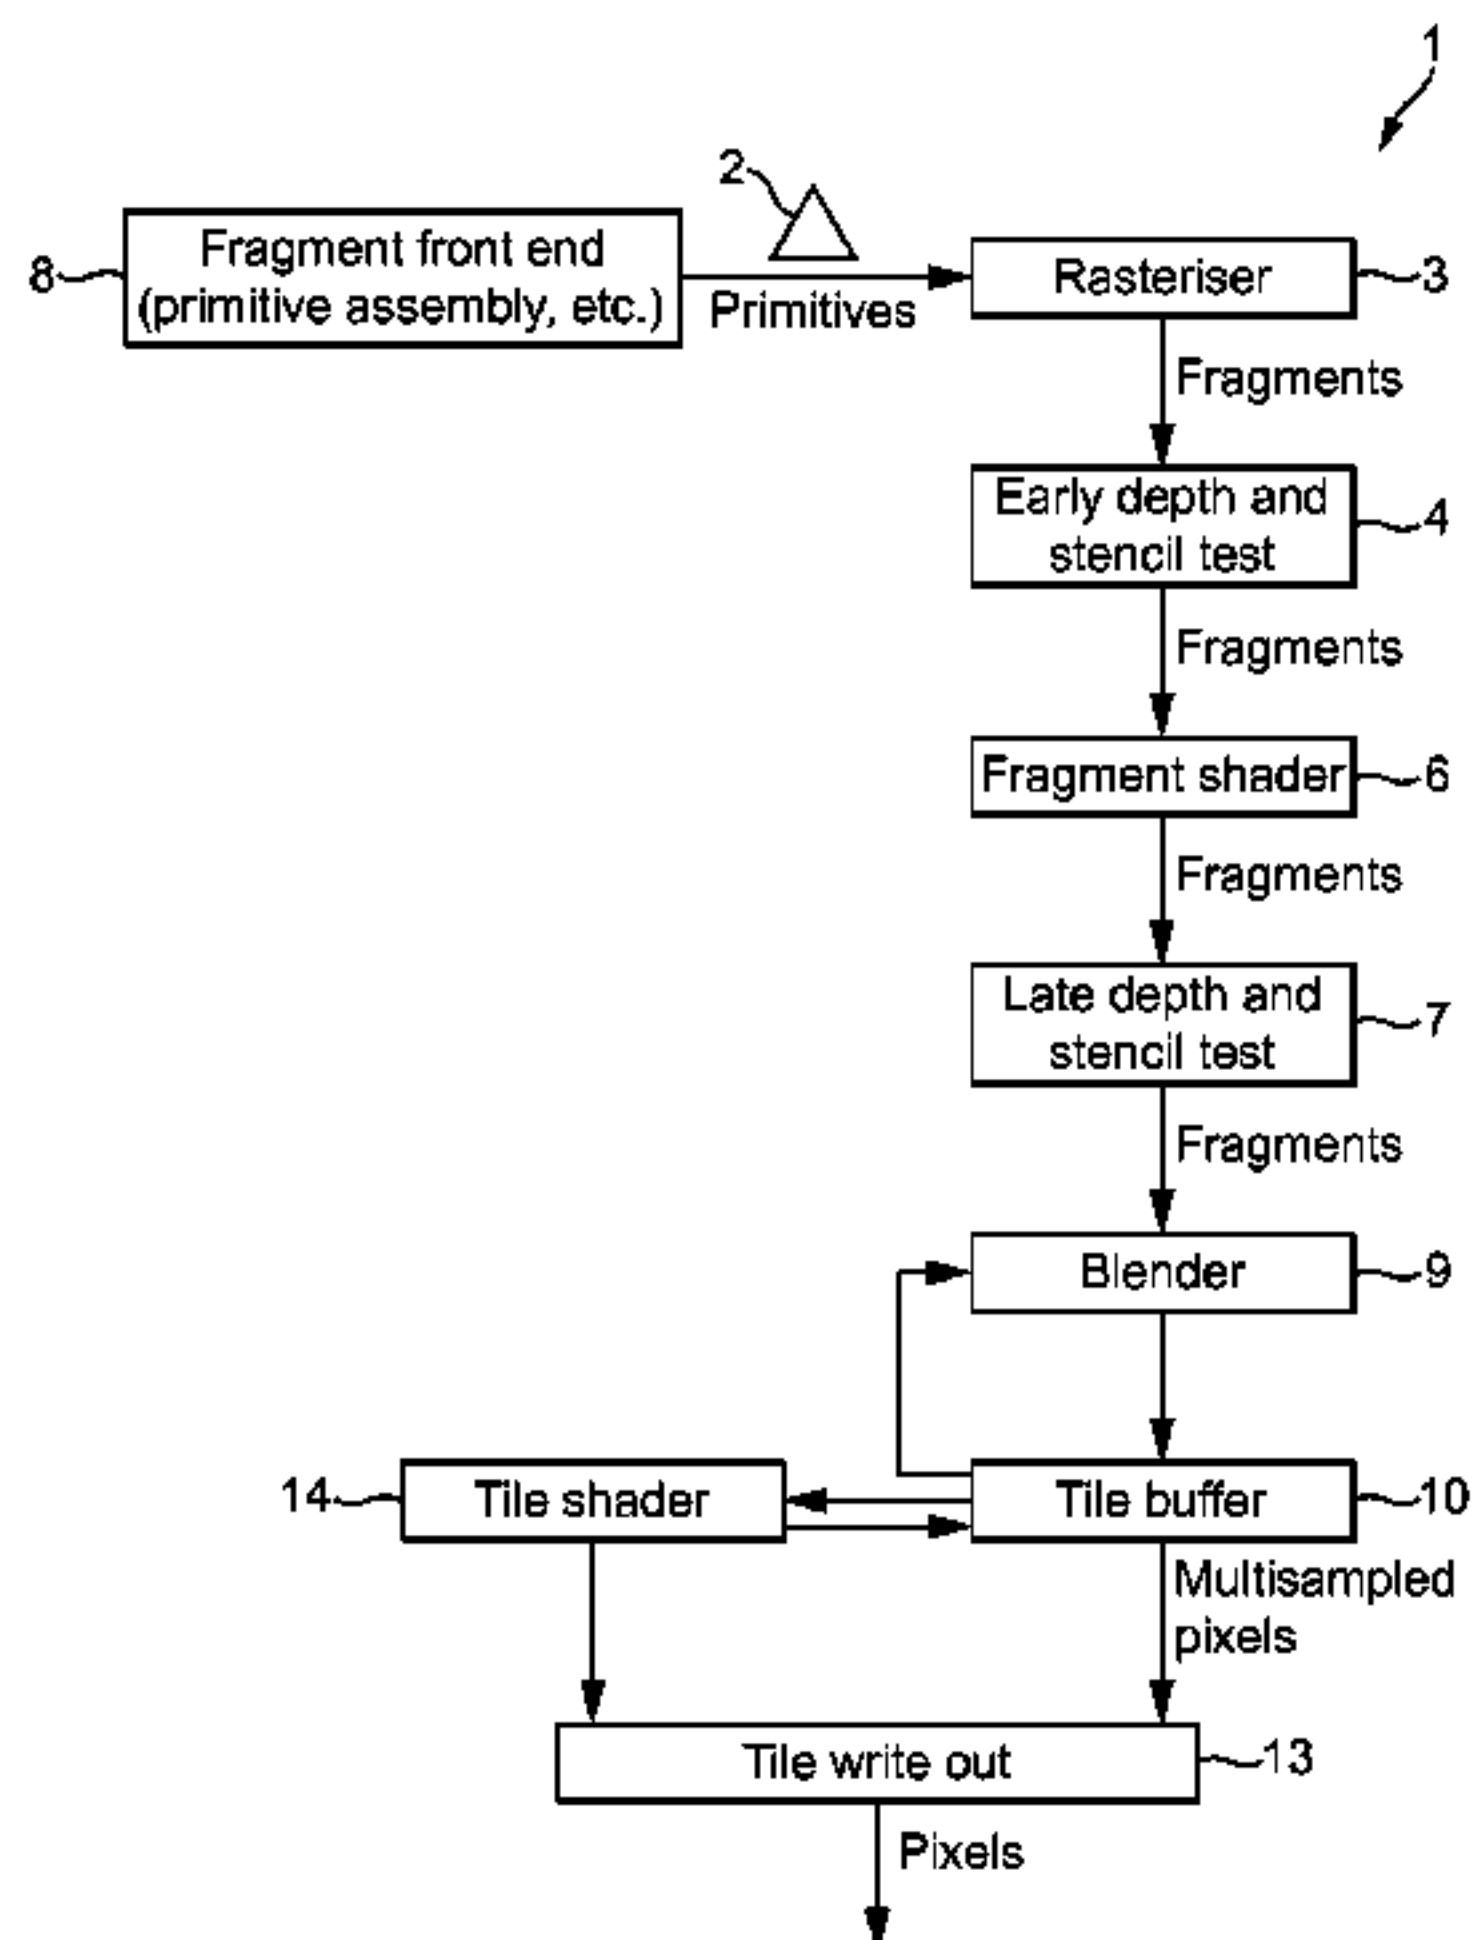 1
2
8
Fragment front end
(primitive assembly, etc.)
Primitives
Rasteriser
3
Fragments
Early depth and
stencil test
4
Fragments
Fragment shader
6
Fragments
Late depth and
stencil test
7
Fragments
Blender
9
14
Tile shader
Tile buffer
10
Multisampled
pixels
Tile write out
13
Pixels